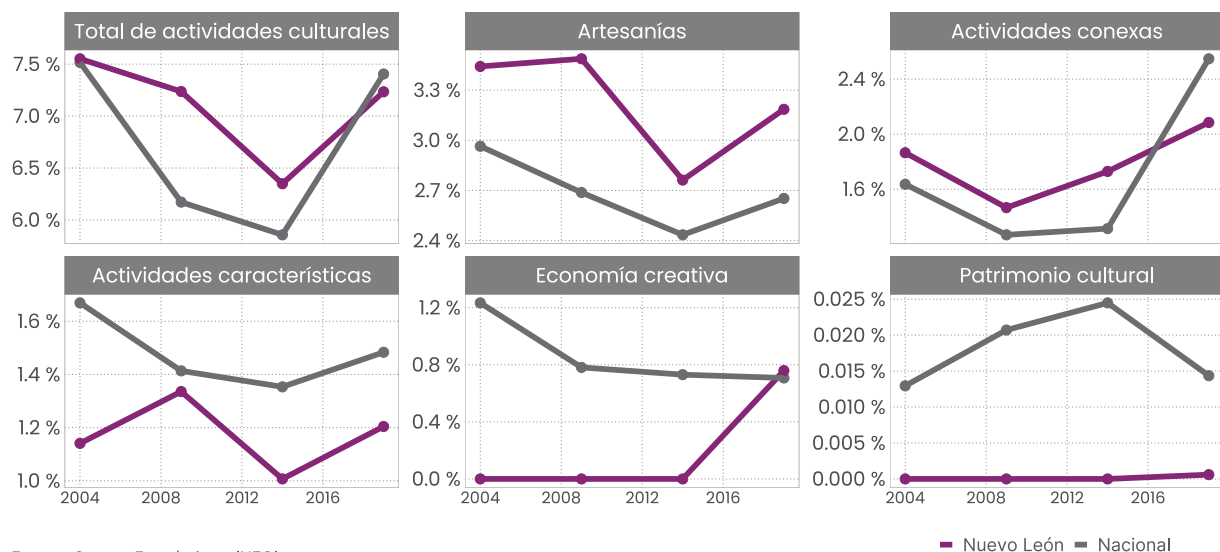 Total de actividades culturales
Artesanías
Actividades conexas
7.5 %
7.0 %
6.5 %
6.0 %
3.3 %
3.0 %
2.7 %
2.4 %
2.4 %
2.0 %
1.6 %
Actividades características
Economía creativa
Patrimonio cultural
1.6 %
1.4 %
1.2 %
1.0 %
1.2 %
0.8 %
0.4 %
0.0 %
0.025 %
0.020 %
0.015 %
0.010 %
0.005 %
0.000 %
2004 2008 2012 2016
2004 2008 2012 2016
2004 2008 2012 2016
Nuevo León Nacional